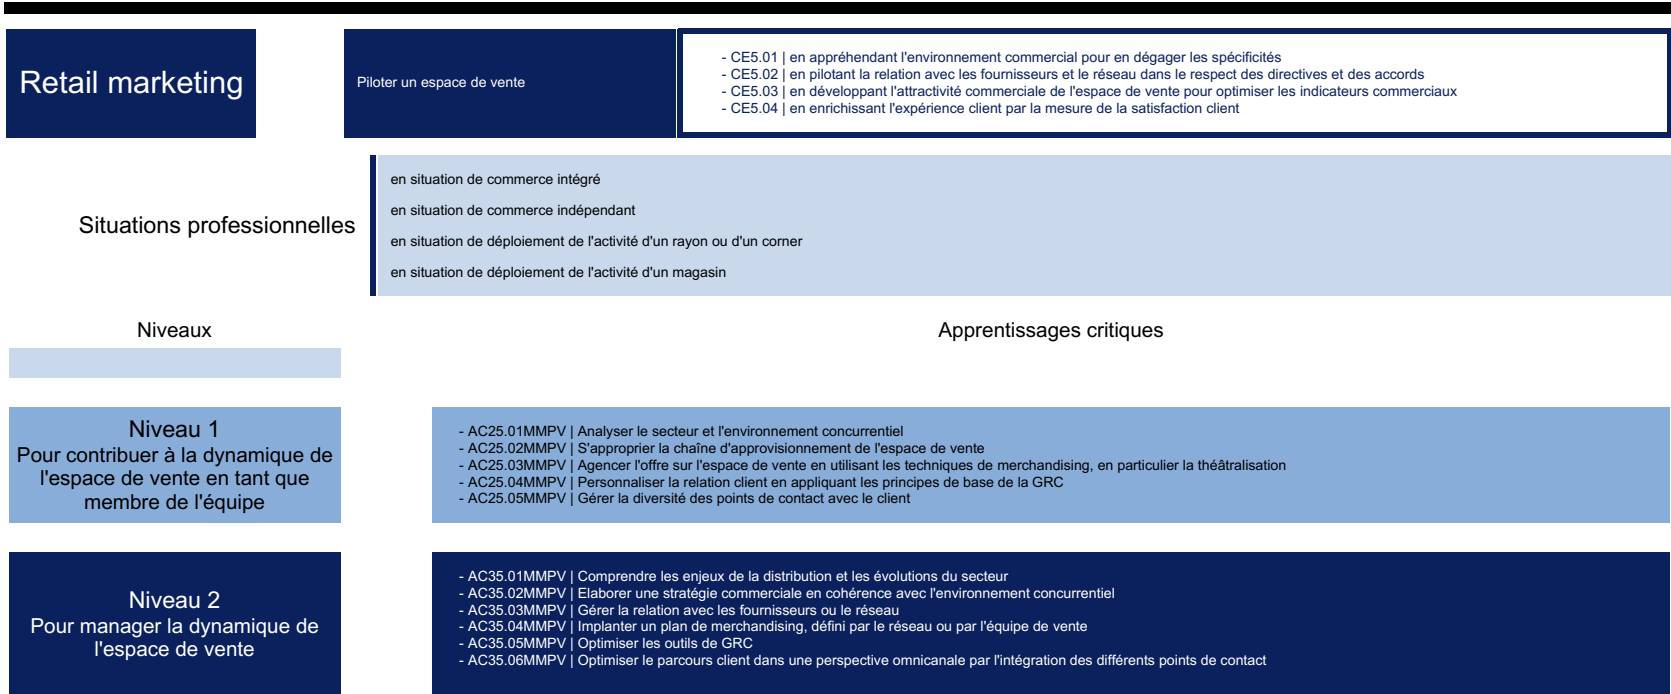 Retail marketing
Piloter un espace de vente
- CE5.01 | en appréhendant l'environnement commercial pour en dégager les spécificités
- CE5.02 | en pilotant la relation avec les fournisseurs et le réseau dans le respect des directives et des accords
- CE5.03 | en développant l'attractivité commerciale de l'espace de vente pour optimiser les indicateurs commerciaux
- CE5.04 | en enrichissant l'expérience client par la mesure de la satisfaction client
Situations professionnelles
en situation de commerce intégré
en situation de commerce indépendant
en situation de déploiement de l'activité d'un rayon ou d'un corner
en situation de déploiement de l'activité d'un magasin
Niveaux
Apprentissages critiques
Niveau 1
Pour contribuer à la dynamique de
l'espace de vente en tant que
membre de l'équipe
- AC25.01MMPV | Analyser le secteur et l'environnement concurrentiel
- AC25.02MMPV | S'approprier la chaîne d'approvisionnement de l'espace de vente
- AC25.03MMPV | Agencer l'offre sur l'espace de vente en utilisant les techniques de merchandising, en particulier la théâtralisation
- AC25.04MMPV | Personnaliser la relation client en appliquant les principes de base de la GRC
- AC25.05MMPV | Gérer la diversité des points de contact avec le client
Niveau 2
Pour manager la dynamique de
l'espace de vente
- AC35.01MMPV | Comprendre les enjeux de la distribution et les évolutions du secteur
- AC35.02MMPV | Elaborer une stratégie commerciale en cohérence avec l'environnement concurrentiel
- AC35.03MMPV | Gérer la relation avec les fournisseurs ou le réseau
- AC35.04MMPV | Implanter un plan de merchandising, défini par le réseau ou par l'équipe de vente
- AC35.05MMPV | Optimiser les outils de GRC
- AC35.06MMPV | Optimiser le parcours client dans une perspective omnicanale par l'intégration des différents points de contact